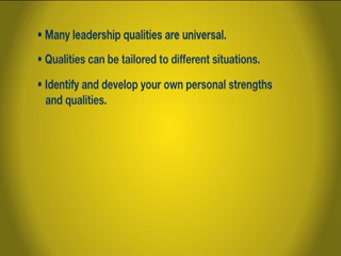 • Many leadership qualities are universal.
• Qualities can be tailored to different situations.
• Identify and develop your own personal strengths
and qualities.